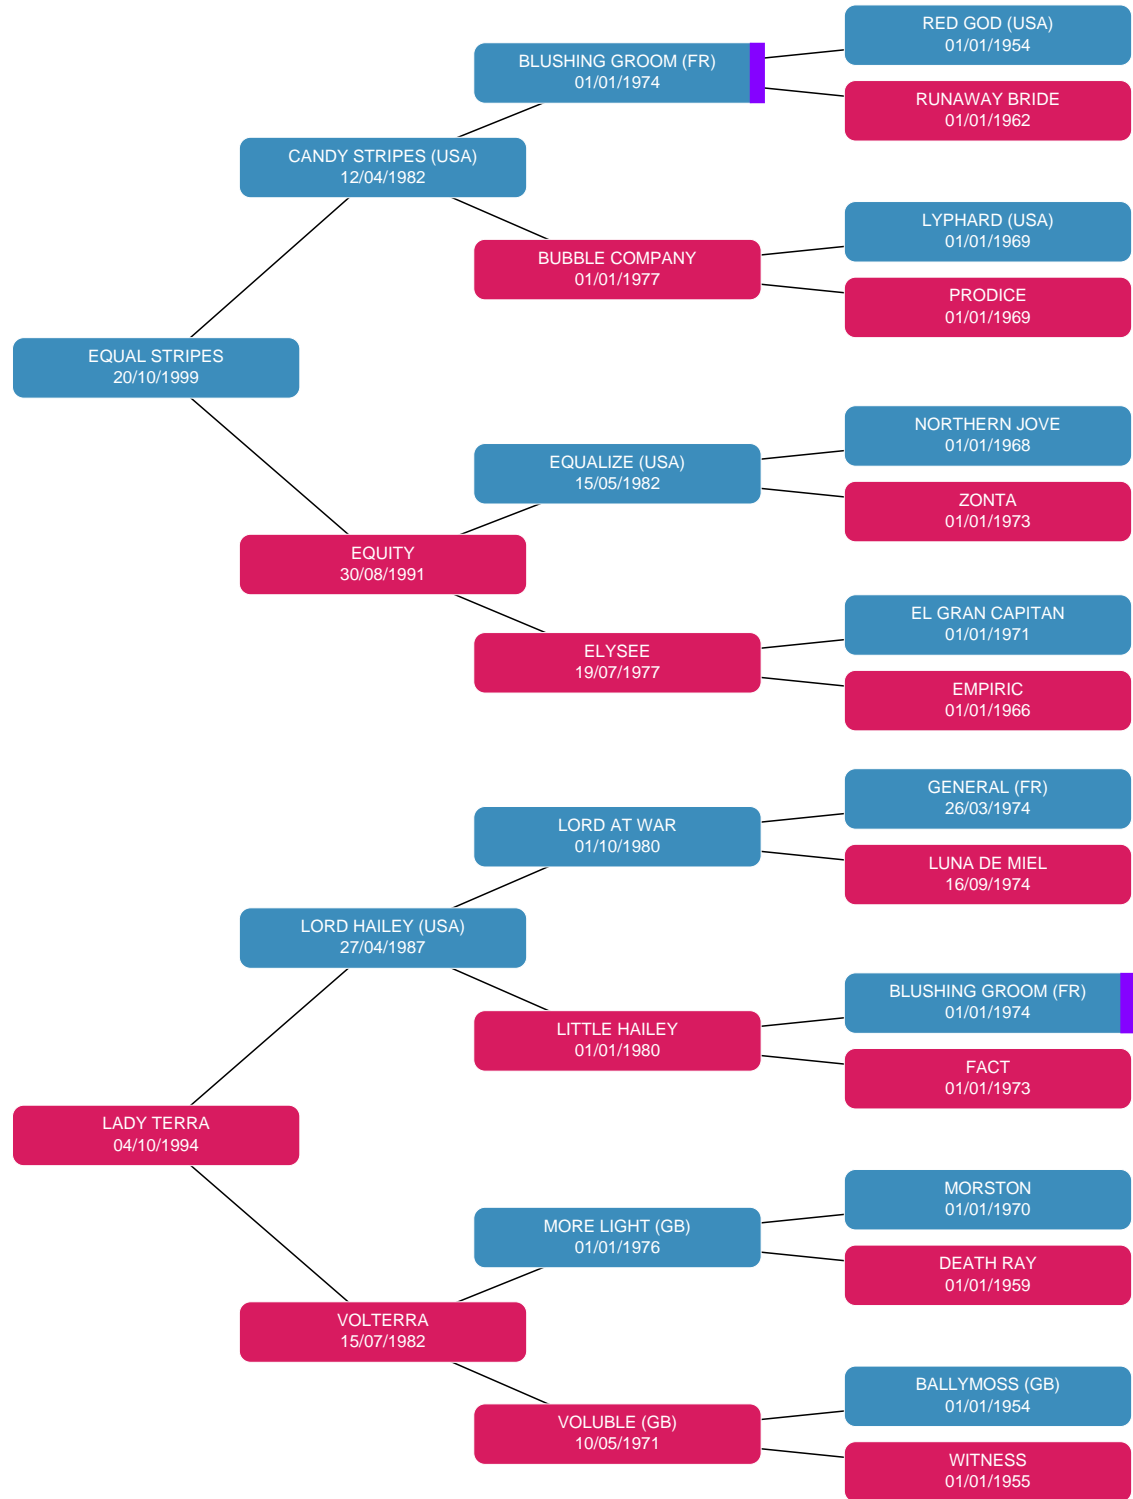 RED GOD (USA)
01/01/1954
BLUSHING GROOM (FR)
01/01/1974
RUNAWAY BRIDE
01/01/1962
CANDY STRIPES (USA)
12/04/1982
LYPHARD (USA)
01/01/1969
BUBBLE COMPANY
01/01/1977
PRODICE
01/01/1969
EQUAL STRIPES
20/10/1999
NORTHERN JOVE
01/01/1968
EQUALIZE (USA)
15/05/1982
ZONTA
01/01/1973
EQUITY
30/08/1991
EL GRAN CAPITAN
01/01/1971
ELYSEE
19/07/1977
EMPIRIC
01/01/1966
GENERAL (FR)
26/03/1974
LORD AT WAR
01/10/1980
LUNA DE MIEL
16/09/1974
LORD HAILEY (USA)
27/04/1987
BLUSHING GROOM (FR)
01/01/1974
LITTLE HAILEY
01/01/1980
FACT
01/01/1973
LADY TERRA
04/10/1994
MORSTON
01/01/1970
MORE LIGHT (GB)
01/01/1976
DEATH RAY
01/01/1959
VOLTERRA
15/07/1982
BALLYMOSS (GB)
01/01/1954
VOLUBLE (GB)
10/05/1971
WITNESS
01/01/1955